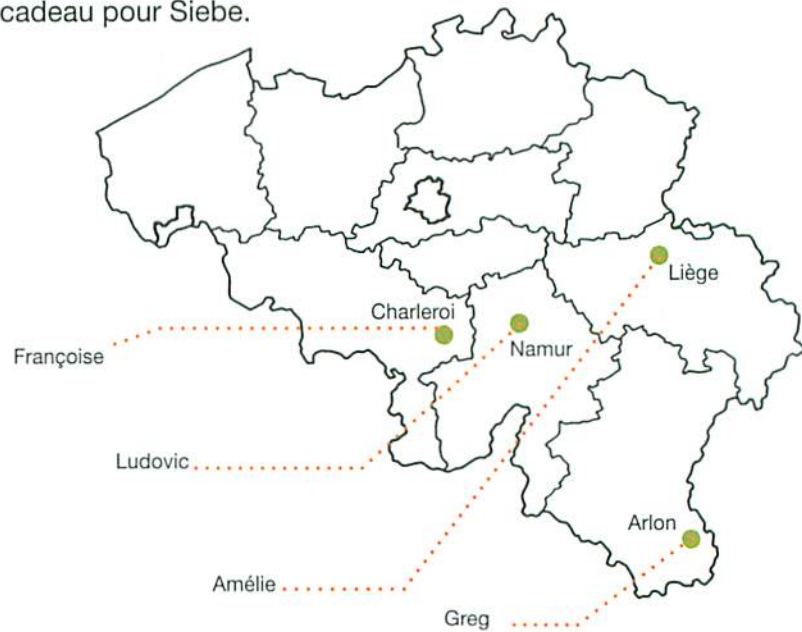 cadeau pour Siebe.
Liège
Charleroi
Namur
Françoise
Ludovic
Arlon
Amélie
Greg